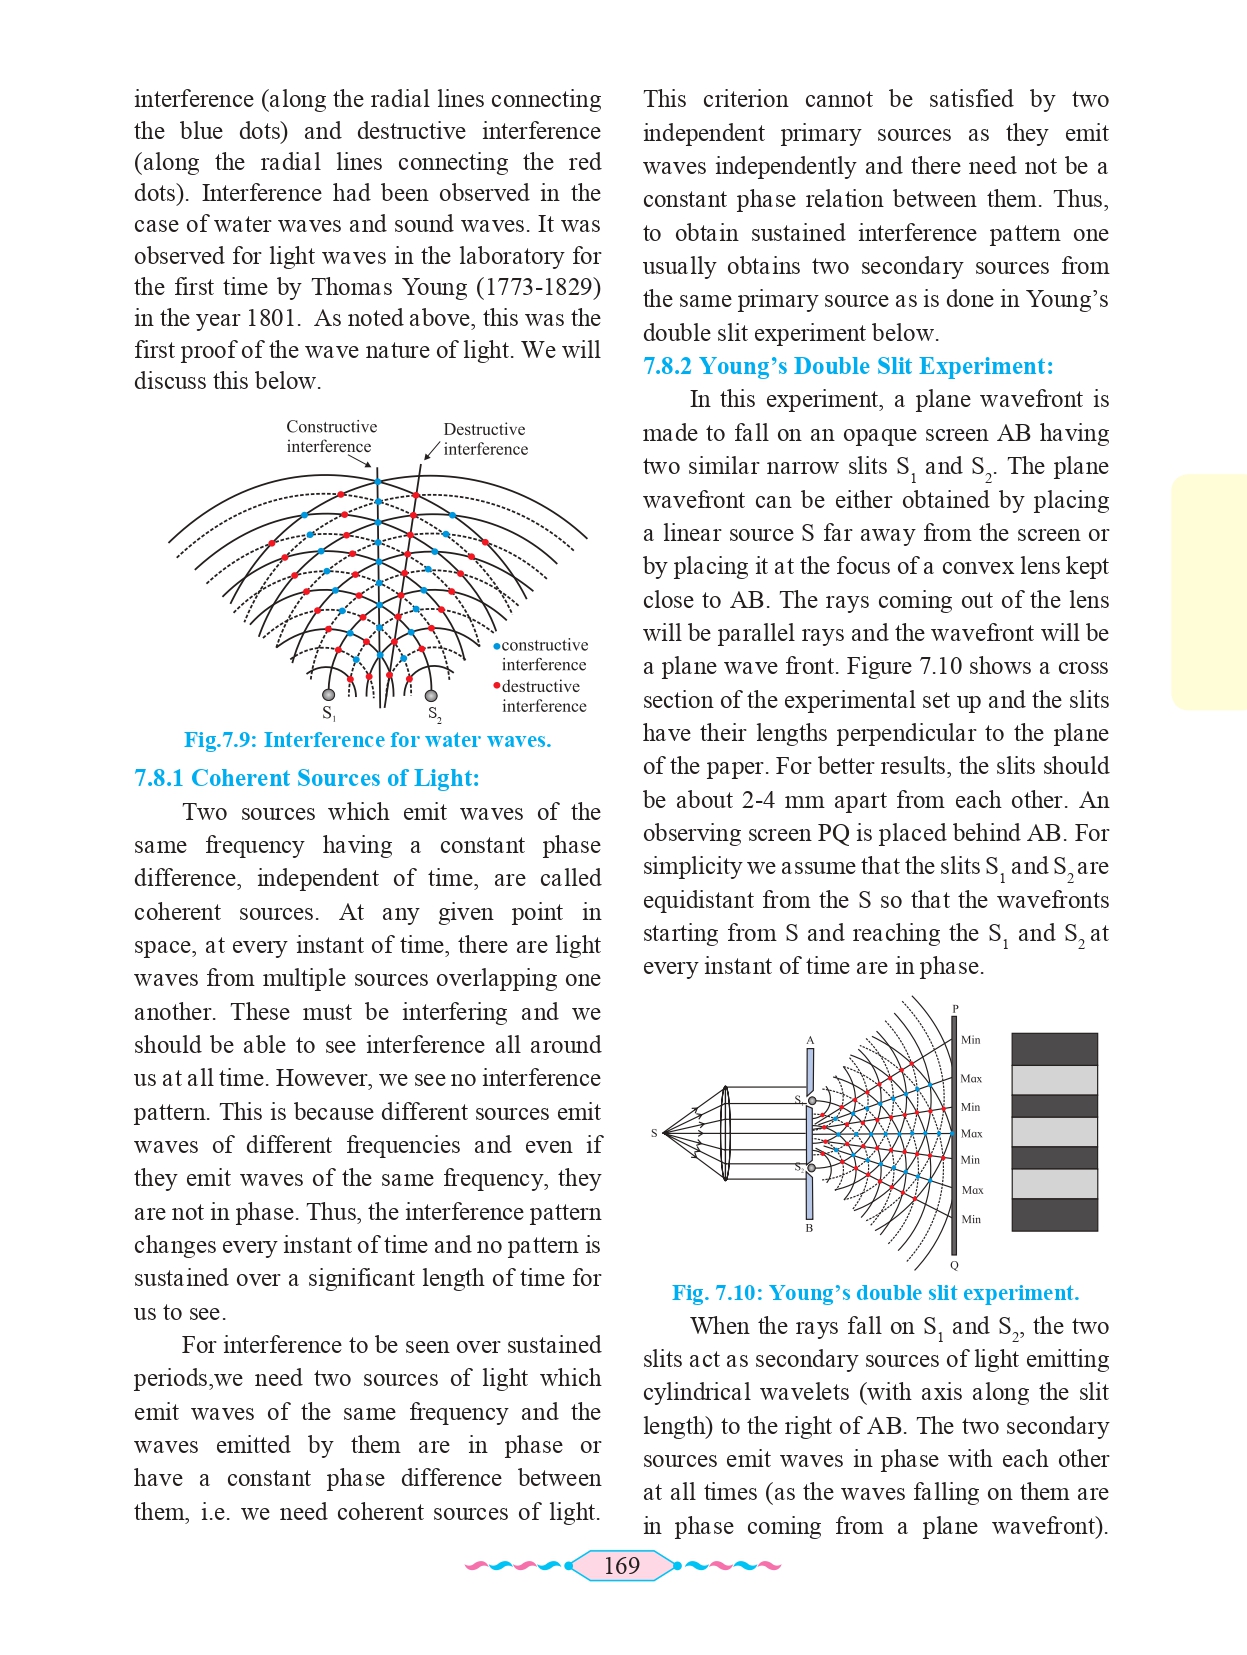 interference (along the radial lines connecting
the blue dots) and destructive interference
(along the radial lines connecting the red
dots). Interference had been observed in the
case of water waves and sound waves. It was
observed for light waves in the laboratory for
the first time by Thomas Young (1773-1829)
in the year 1801. As noted above, this was the
first proof of the wave nature of light. We will
discuss this below.
Constructive
interference
Destructive
interference
constructive
interference
destructive
interference
S1
S2
Fig.7.9: Interference for water waves.
7.8.1 Coherent Sources of Light:
Two sources which emit waves of the
same frequency having a constant phase
difference, independent of time, are called
coherent sources. At any given point in
space, at every instant of time, there are light
waves from multiple sources overlapping one
another. These must be interfering and we
should be able to see interference all around
us at all time. However, we see no interference
pattern. This is because different sources emit
waves of different frequencies and even if
they emit waves of the same frequency, they
are not in phase. Thus, the interference pattern
changes every instant of time and no pattern is
sustained over a significant length of time for
us to see.
For interference to be seen over sustained
periods,we need two sources of light which
emit waves of the same frequency and the
waves emitted by them are in phase or
have a constant phase difference between
them, i.e. we need coherent sources of light.
This criterion cannot be satisfied by two
independent primary sources as they emit
waves independently and there need not be a
constant phase relation between them. Thus,
to obtain sustained interference pattern one
usually obtains two secondary sources from
the same primary source as is done in Young’s
double slit experiment below.
7.8.2 Young’s Double Slit Experiment:
In this experiment, a plane wavefront is
made to fall on an opaque screen AB having
two similar narrow slits S1 and S2. The plane
wavefront can be either obtained by placing
a linear source S far away from the screen or
by placing it at the focus of a convex lens kept
close to AB. The rays coming out of the lens
will be parallel rays and the wavefront will be
a plane wave front. Figure 7.10 shows a cross
section of the experimental set up and the slits
have their lengths perpendicular to the plane
of the paper. For better results, the slits should
be about 2-4 mm apart from each other. An
observing screen PQ is placed behind AB. For
simplicity we assume that the slits S1 and S2 are
equidistant from the S so that the wavefronts
starting from S and reaching the S1 and S2 at
every instant of time are in phase.
P
A
Min
Max
S1
Min
S
Max
Min
S2
Max
Min
B
Q
Fig. 7.10: Young’s double slit experiment.
When the rays fall on S1 and S2, the two
slits act as secondary sources of light emitting
cylindrical wavelets (with axis along the slit
length) to the right of AB. The two secondary
sources emit waves in phase with each other
at all times (as the waves falling on them are
in phase coming from a plane wavefront).
169